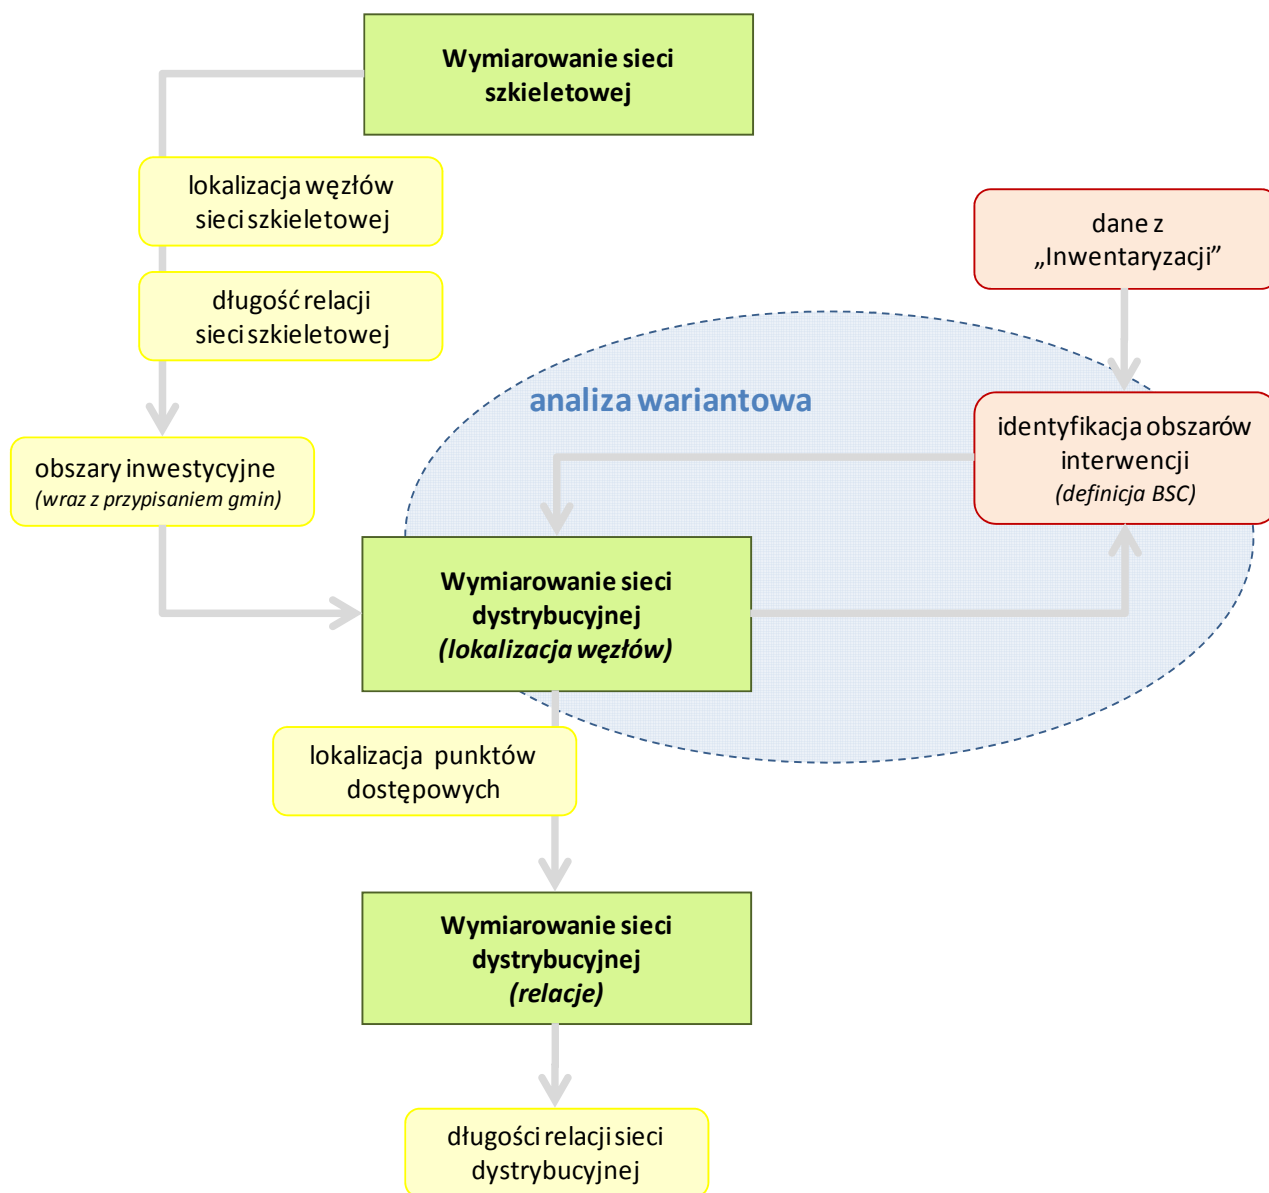 Wymiarowanie sieci
szkieletowej
lokalizacja węzłów
sieci szkieletowej
dane z
„Inwentaryzacji”
długość relacji
sieci szkieletowej
analiza wariantowa
identyfikacja obszarów
interwencji
(definicja BSC)
obszary inwestycyjne
(wraz z przypisaniem gmin)
Wymiarowanie sieci
dystrybucyjnej
(lokalizacja węzłów)
lokalizacja punktów
dostępowych
Wymiarowanie sieci
dystrybucyjnej
(relacje)
długości relacji sieci
dystrybucyjnej